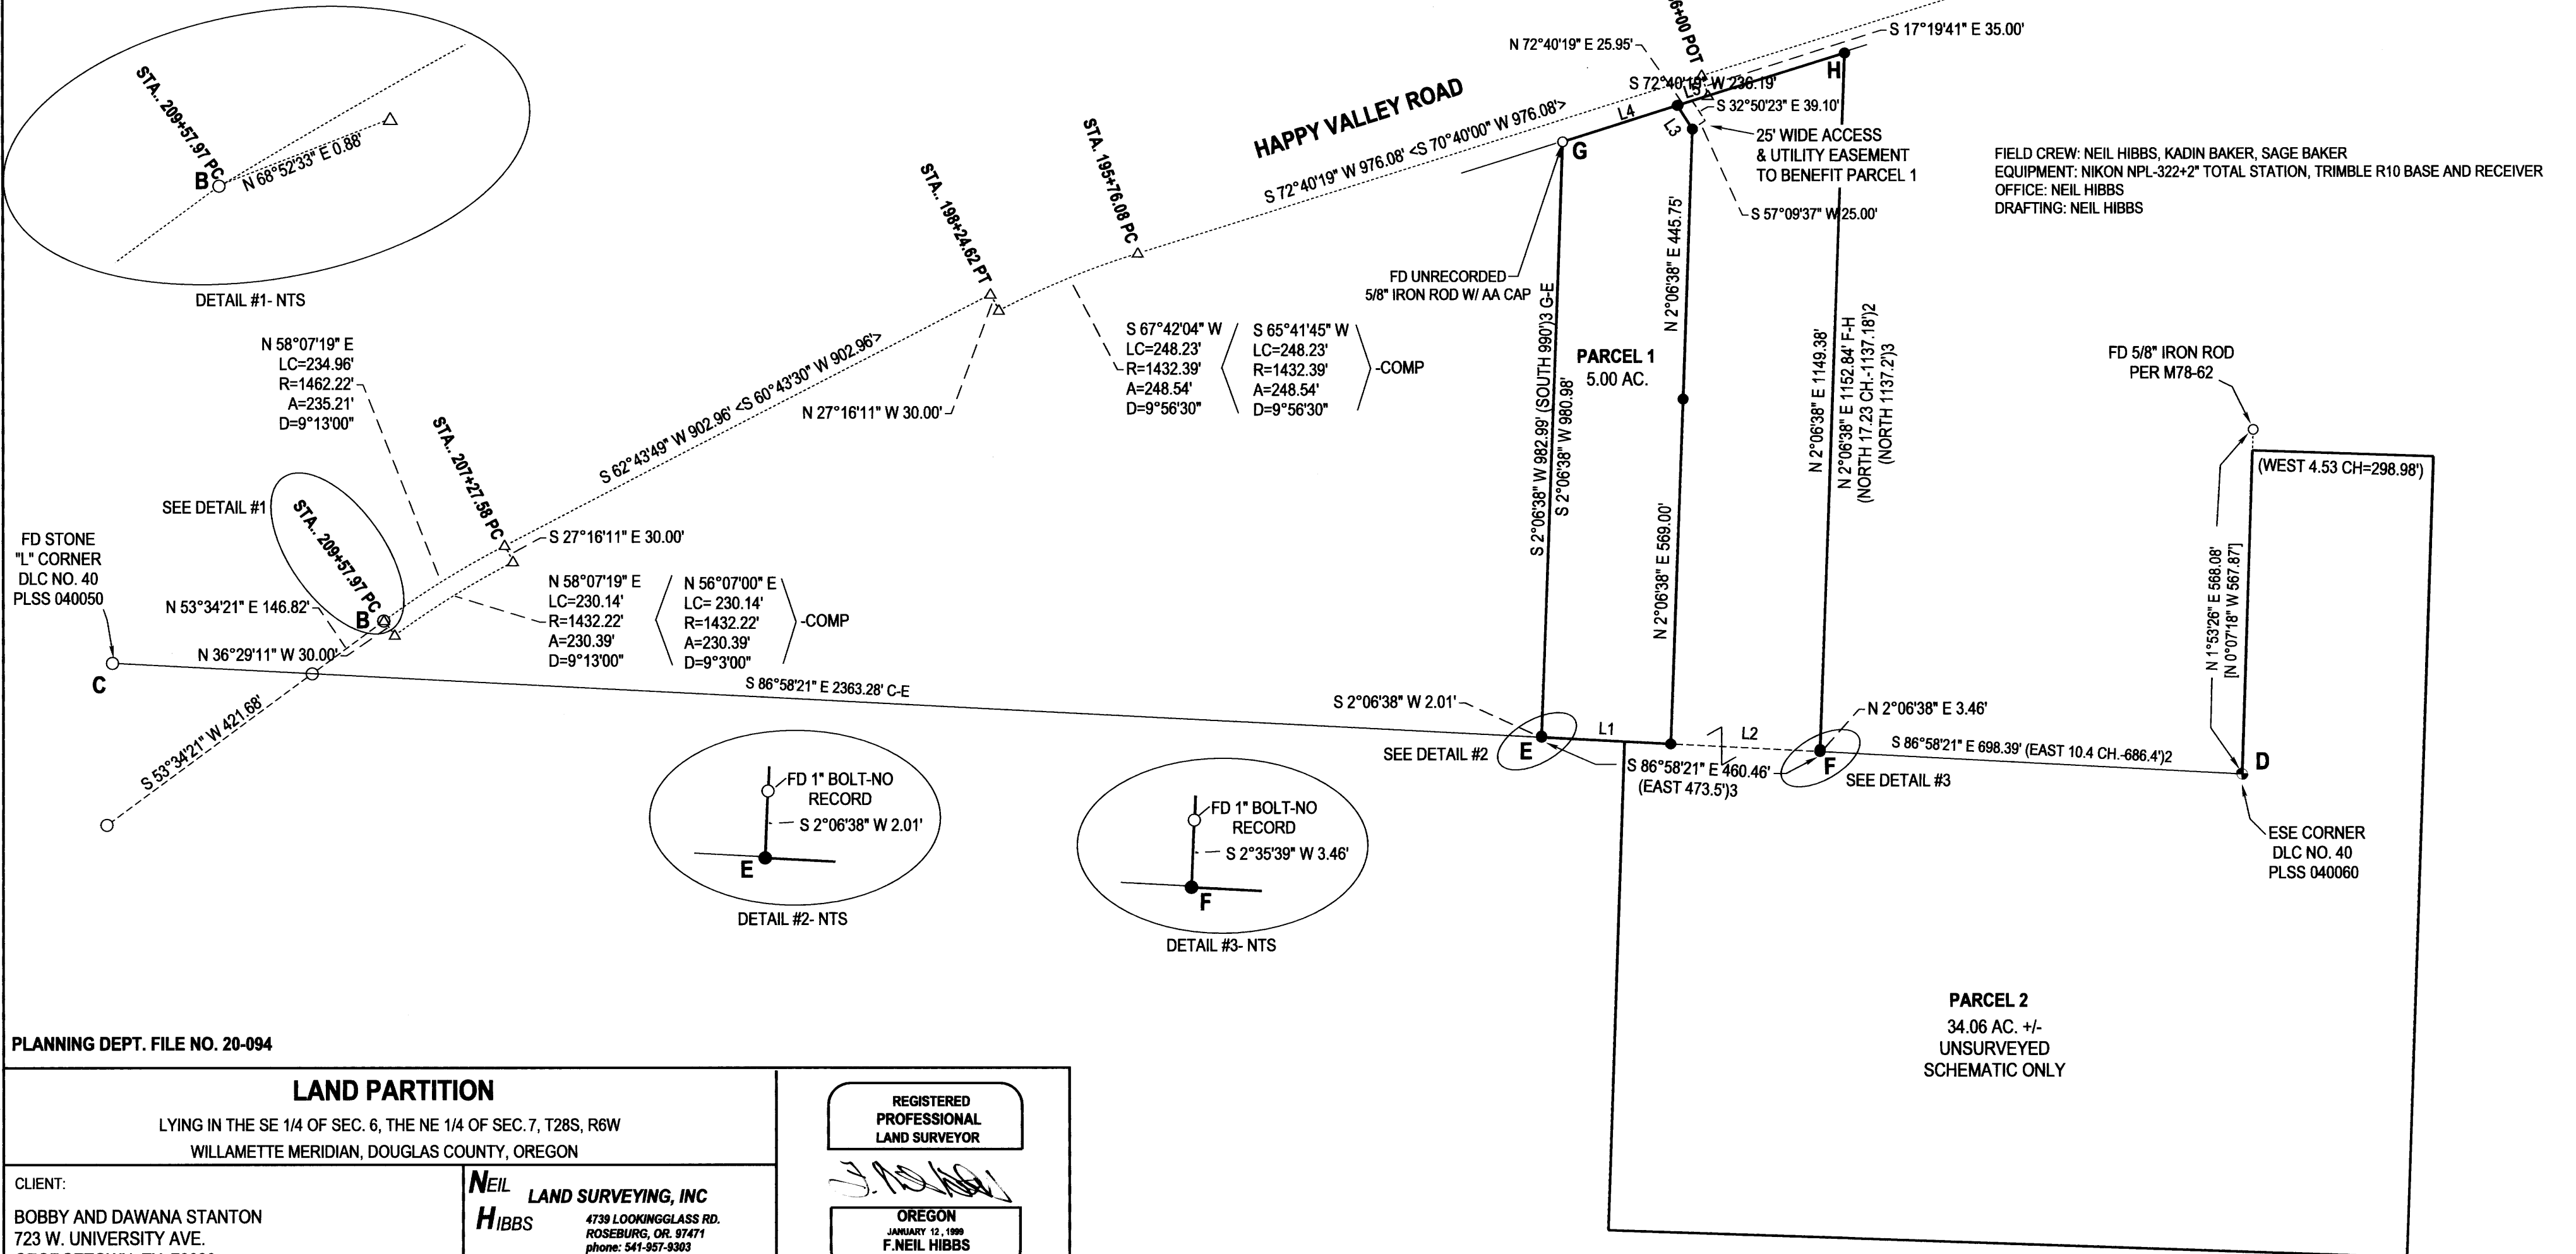 STA.. 209+57.97 PC
B
N 68°52'33" E 0.88'
DETAIL #1- NTS
6+00 POT
S 17°19'41" E 35.00'
N 72°40'19" E 25.95'
H
S 72°40'19" W 236.19'
L5
S 32°50'23" E 39.10'
L4
L3
HAPPY VALLEY ROAD
25' WIDE ACCESS
& UTILITY EASEMENT
TO BENEFIT PARCEL 1
S 57°09'37" W 25.00'
FIELD CREW: NEIL HIBBS, KADIN BAKER, SAGE BAKER
EQUIPMENT: NIKON NPL-322+2" TOTAL STATION, TRIMBLE R10 BASE AND RECEIVER
OFFICE: NEIL HIBBS
DRAFTING: NEIL HIBBS
S 72°40'19" W 976.08' <S 70°40'00" W 976.08'>
G
STA. 195+76.08 PC
STA.. 198+24.62 PT
FD UNRECORDED
5/8" IRON ROD W/ AA CAP
S 67°42'04" W
LC=248.23'
R=1432.39'
A=248.54'
D=9°56'30"
S 65°41'45" W
LC=248.23'
R=1432.39'
A=248.54'
D=9°56'30"
-COMP
N 27°16'11" W 30.00'
N 58°07'19" E
LC=234.96'
R=1462.22'
A=235.21'
D=9°13'00"
S 62°43'49" W 902.96' <S 60°43'30" W 902.96'>
STA.. 207+27.58 PC
SEE DETAIL #1
STA.. 209+57.97 PC
B
S 27°16'11" E 30.00'
FD STONE
"L" CORNER
DLC NO. 40
PLSS 040050
N 53°34'21" E 146.82'
N 36°29'11" W 30.00'
N 58°07'19" E
LC=230.14'
R=1432.22'
A=230.39'
D=9°13'00"
N 56°07'00" E
LC= 230.14'
R=1432.22'
A=230.39'
D=9°3'00"
-COMP
C
S 53°34'21" W 421.68'
S 86°58'21" E 2363.28' C-E
S 2°06'38" W 982.99' (SOUTH 990')3 G-E
S 2°06'38" W 980.98'
PARCEL 1
5.00 AC.
N 2°06'38" E 445.75'
N 2°06'38" E 569.00'
N 2°06'38" E 1149.38'
N 2°06'38" E 1152.84' F-H
(NORTH 17.23 CH.-1137.18')2
(NORTH 1137.2')3
FD 5/8" IRON ROD
PER M78-62
(WEST 4.53 CH=298.98')
N 1°53'26" E 568.08'
[N 0°07'18" W 567.87']
S 2°06'38" W 2.01'
E
SEE DETAIL #2
L1
L2
N 2°06'38" E 3.46'
S 86°58'21" E 460.46'
(EAST 473.5')3
F
SEE DETAIL #3
S 86°58'21" E 698.39' (EAST 10.4 CH.-686.4')2
D
ESE CORNER
DLC NO. 40
PLSS 040060
FD 1" BOLT-NO
RECORD
S 2°06'38" W 2.01'
E
DETAIL #2- NTS
FD 1" BOLT-NO
RECORD
S 2°35'39" W 3.46'
F
DETAIL #3- NTS
PARCEL 2
34.06 AC. +/-
UNSURVEYED
SCHEMATIC ONLY
PLANNING DEPT. FILE NO. 20-094
LAND PARTITION
LYING IN THE SE 1/4 OF SEC. 6, THE NE 1/4 OF SEC. 7, T28S, R6W
WILLAMETTE MERIDIAN, DOUGLAS COUNTY, OREGON
CLIENT:
BOBBY AND DAWANA STANTON
723 W. UNIVERSITY AVE.
NEIL
HIBBS
LAND SURVEYING, INC
4739 LOOKINGGLASS RD.
ROSEBURG, OR. 97471
phone: 541-957-9303
REGISTERED
PROFESSIONAL
LAND SURVEYOR
OREGON
JANUARY 12, 1999
F.NEIL HIBBS